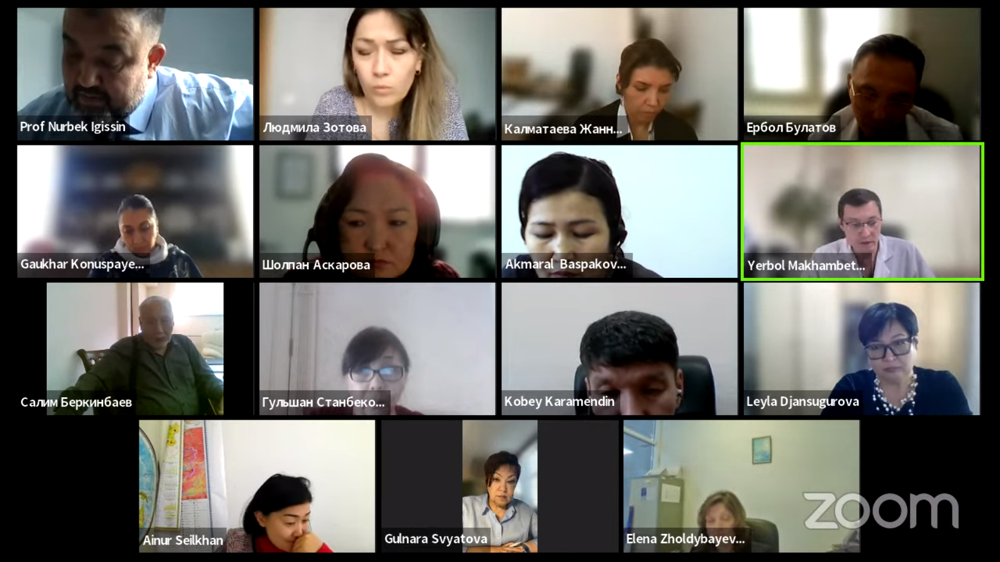 Prof Nurbek Igissin
Людмила Зотова
Калматаева Жанн...
Ербол Булатов
Gaukhar Konuspaye...
Шолпан Аскарова
Akmaral Baspakov...
Yerbol Makhambet...
Салим Беркинбаев
Гульшан Станбеко...
Kobey Karamendin
Leyla Djansugurova
Ainur Seilkhan
Gulnara Svyatova
Elena Zholdybayev...
zoom